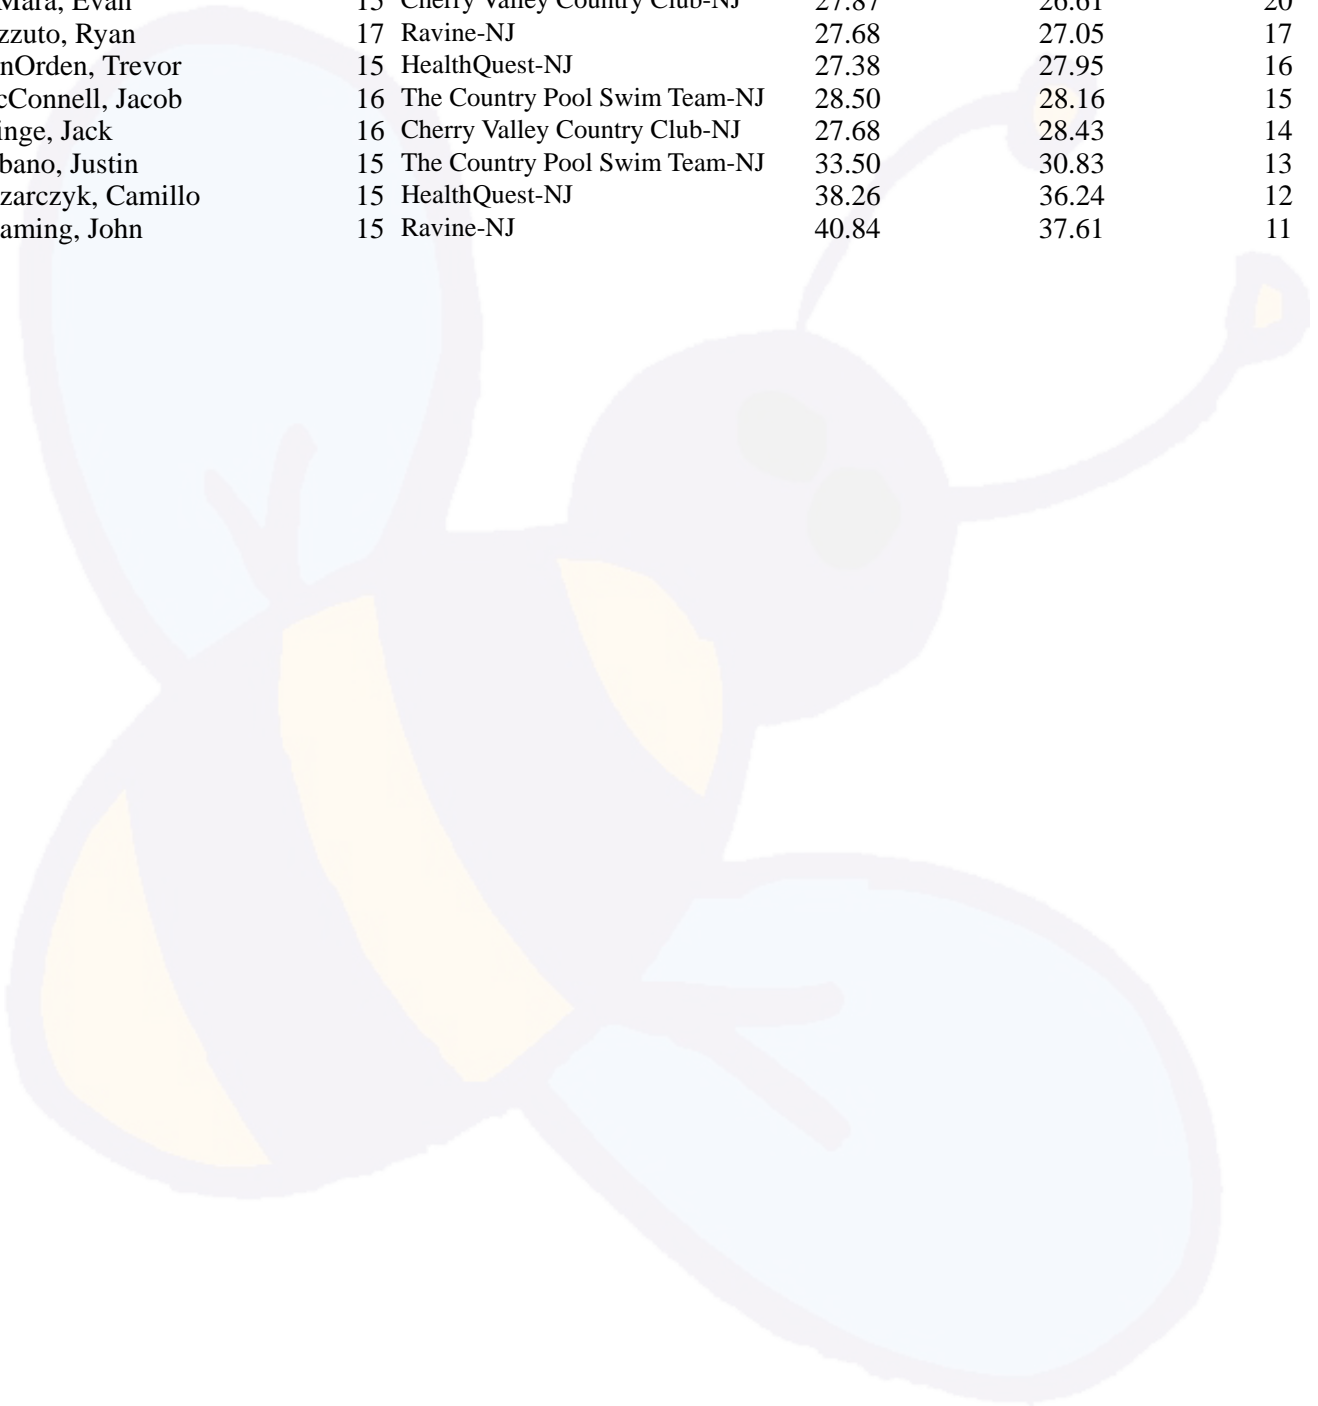 Mara, Evan 15 Cherry Valley Country Club-NJ 27.87 26.61 20
zzuto, Ryan 17 Ravine-NJ 27.68 27.05 17
nOrden, Trevor 15 HealthQuest-NJ 27.38 27.95 16
cConnell, Jacob 16 The Country Pool Swim Team-NJ 28.50 28.16 15
inge, Jack 16 Cherry Valley Country Club-NJ 27.68 28.43 14
bano, Justin 15 The Country Pool Swim Team-NJ 33.50 30.83 13
zarczyk, Camillo 15 HealthQuest-NJ 38.26 36.24 12
aming, John 15 Ravine-NJ 40.84 37.61 11